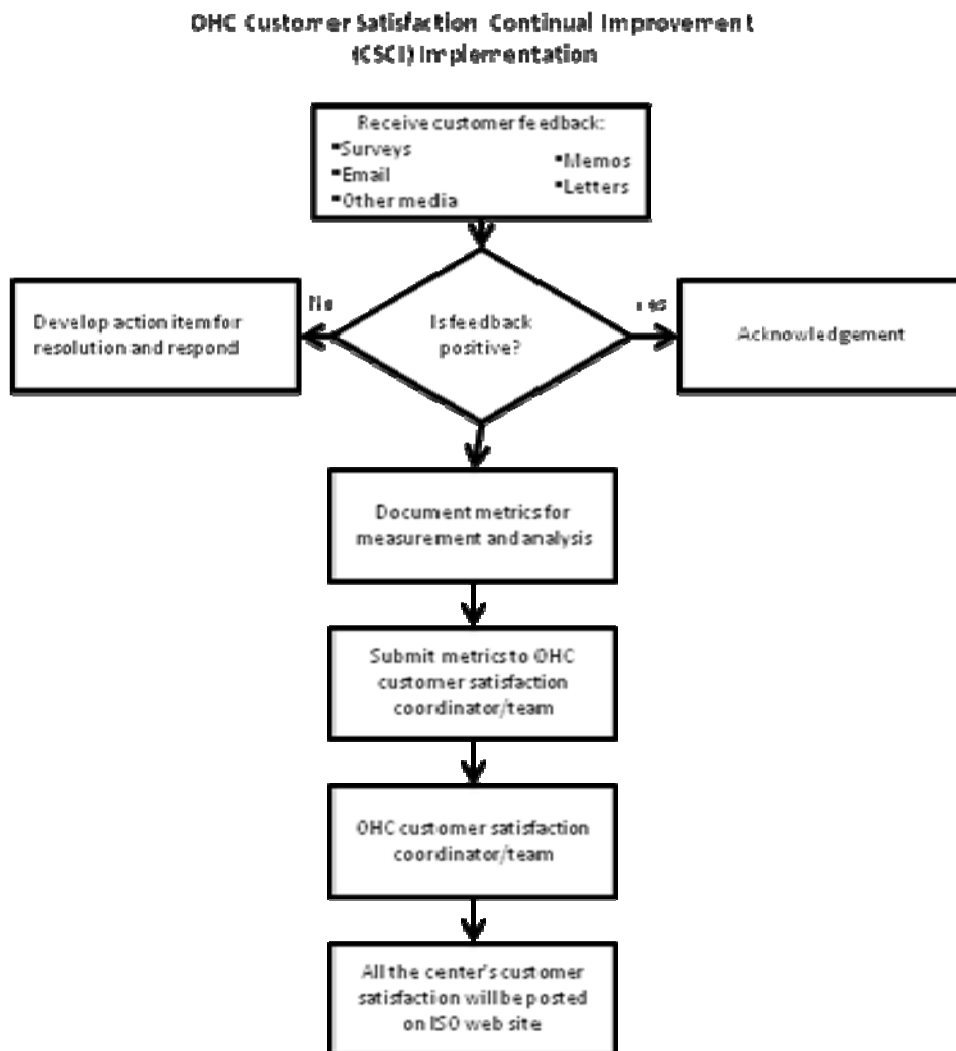 OHC Customer Satisfaction Continual Improvement
(CSCI) Implementation
Receive customer feedback:
▪Surveys
▪Email
▪Other media
▪Memos
▪Letters
No
Yes
Develop action item for
resolution and respond
Is feedback
positive?
Acknowledgement
Document metrics for
measurement and analysis
Submit metrics to OHC
customer satisfaction
coordinator/team
OHC customer satisfaction
coordinator/team
All the center's customer
satisfaction will be posted
on ISO web site